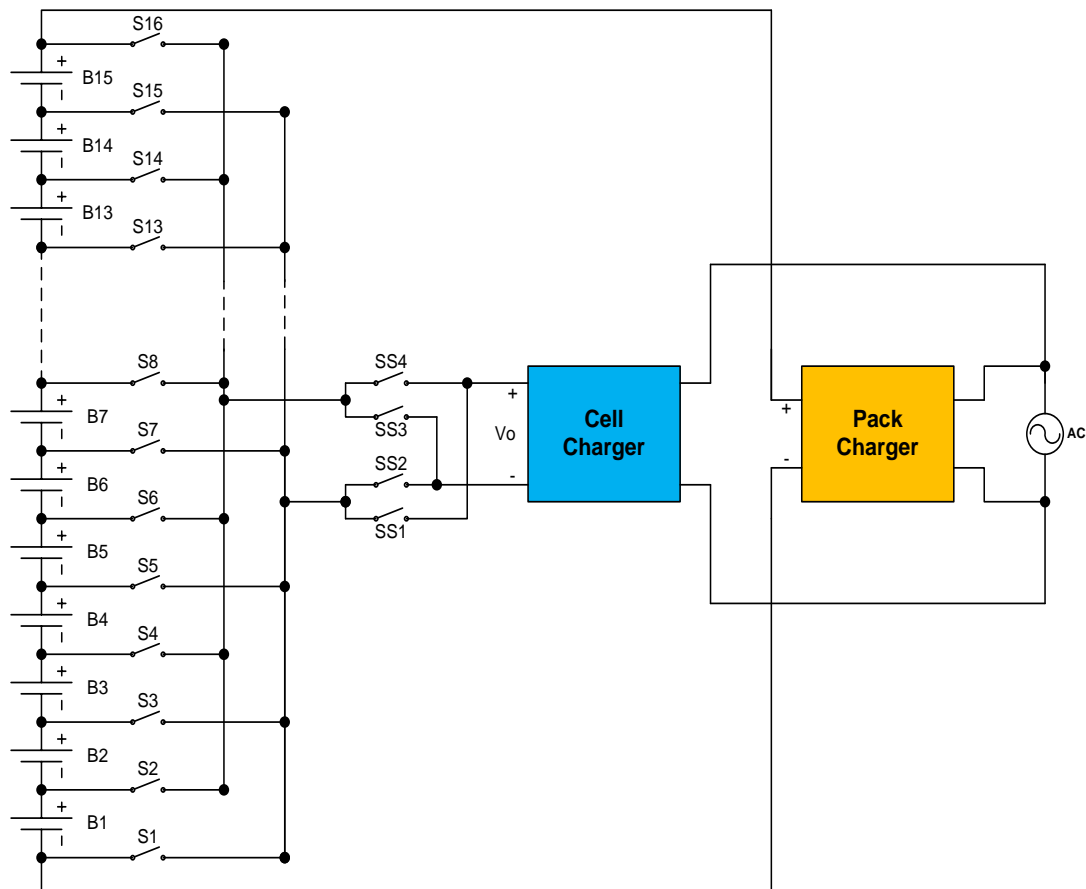 S16
+
B15
S15
+
B14
S14
+
B13
S13
S8
+
B7
S7
+
B6
S6
+
B5
S5
+
B4
S4
+
B3
S3
+
B2
S2
+
B1
S1
SS4
SS3
SS2
SS1
+
Vo
-
Cell
Charger
+
-
Pack
Charger
AC